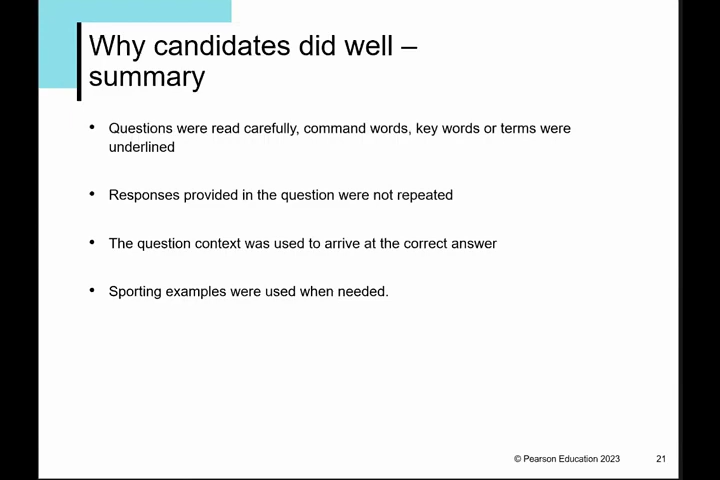 Why candidates did well –
summary
• Questions were read carefully, command words, key words or terms were
underlined
• Responses provided in the question were not repeated
• The question context was used to arrive at the correct answer
• Sporting examples were used when needed.
© Pearson Education 2023 21